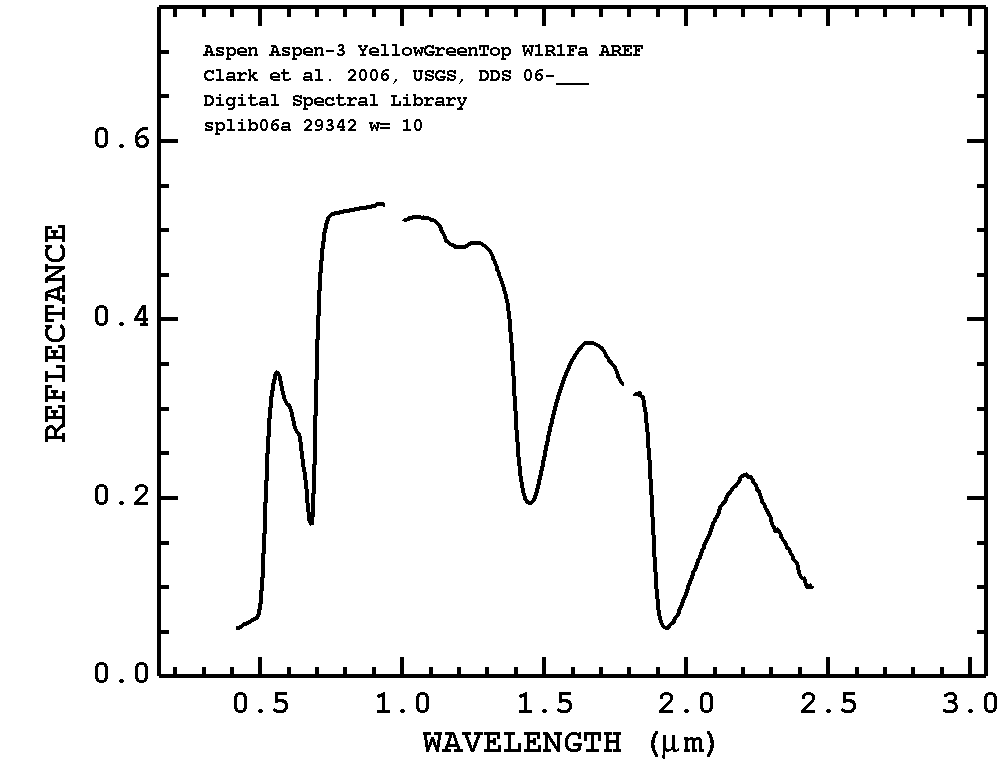 Aspen Aspen-3 YellowGreenTop W1R1Fa AREF
Clark et al. 2006, USGS, DDS 06-___
Digital Spectral Library
splib06a 29342 w= 10
0.6
0.4
0.2
0.0
REFLECTANCE
0.5 1.0 1.5 2.0 2.5 3.0
WAVELENGTH (μm)